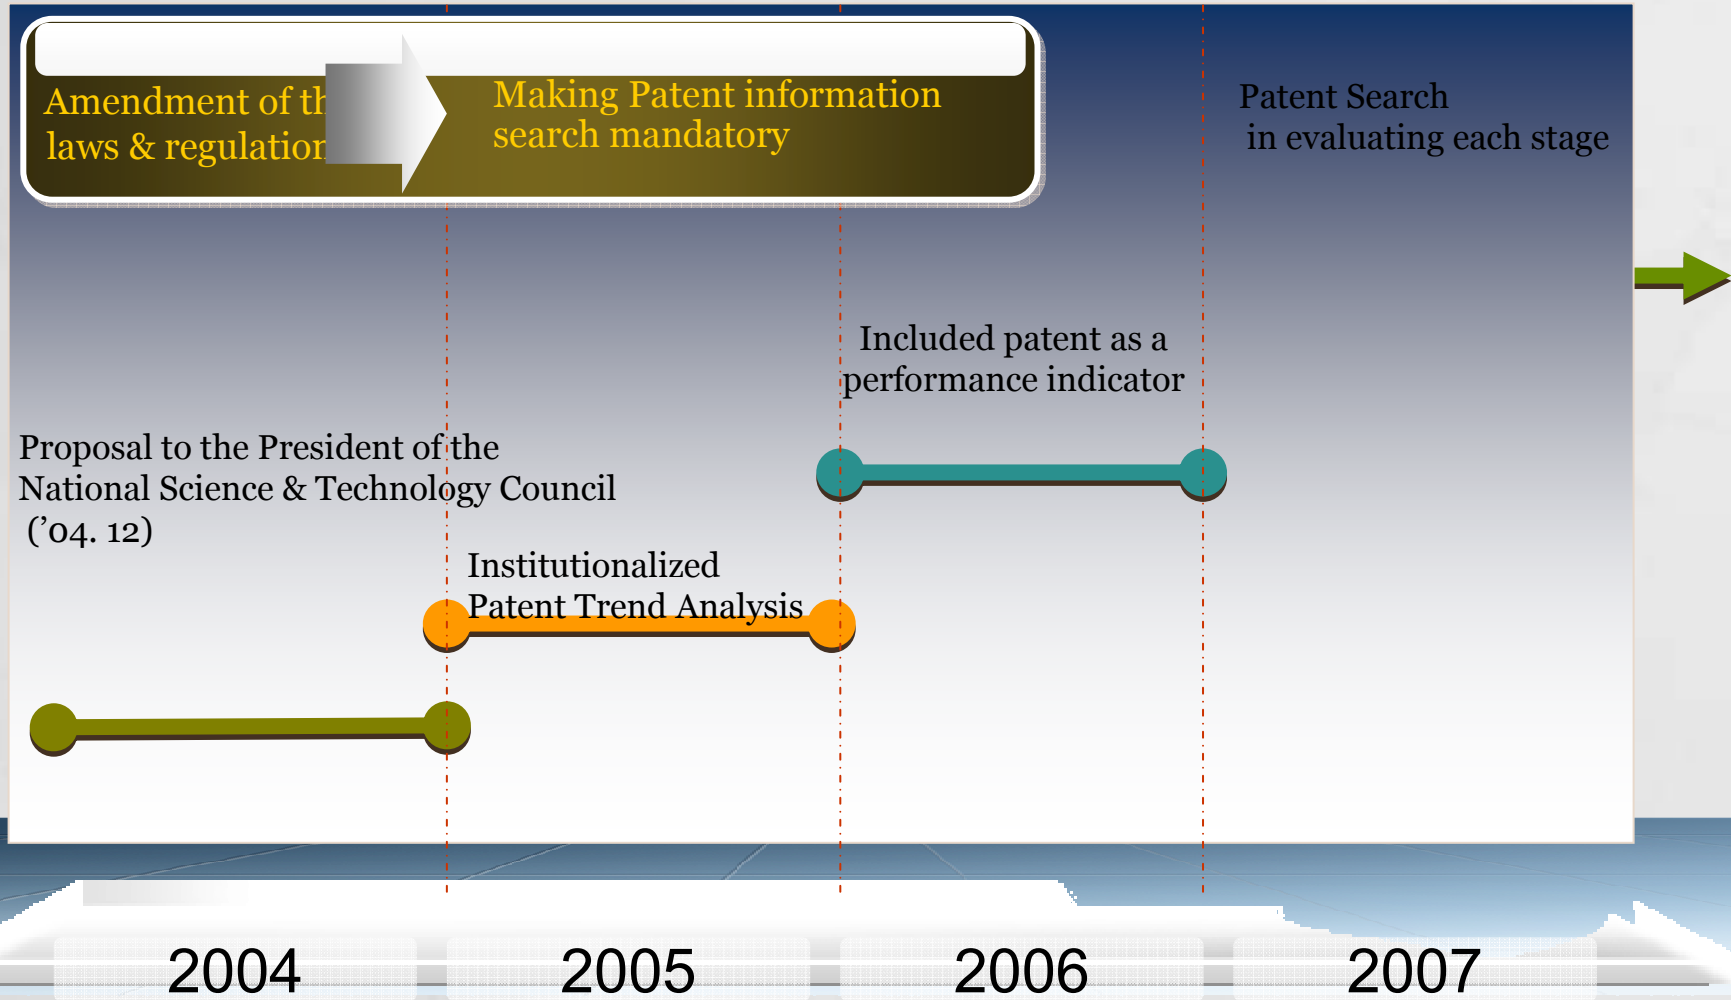 Amendment of th
laws & regulation
Making Patent information
search mandatory
Patent Search
in evaluating each stage
Included patent as a
performance indicator
Proposal to the President of the
National Science & Technology Council
(’04. 12)
Institutionalized
Patent Trend Analysis
2004
2005
2006
2007